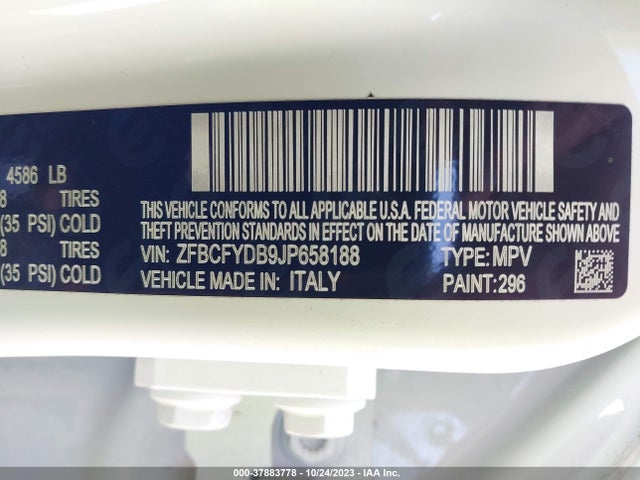 4586 LB
8 TIRES
(35 PSI) COLD
8 TIRES
(35 PSI) COLD
THIS VEHICLE CONFORMS TO ALL APPLICABLE U.S.A. FEDERAL MOTOR VEHICLE SAFETY AND
THEFT PREVENTION STANDARDS IN EFFECT ON THE DATE OF MANUFACTURE SHOWN ABOVE
VIN: ZFBCFYDB9JP658188 TYPE: MPV
VEHICLE MADE IN: ITALY PAINT: 296
000-37883778 - 10/24/2023 - IAA Inc.